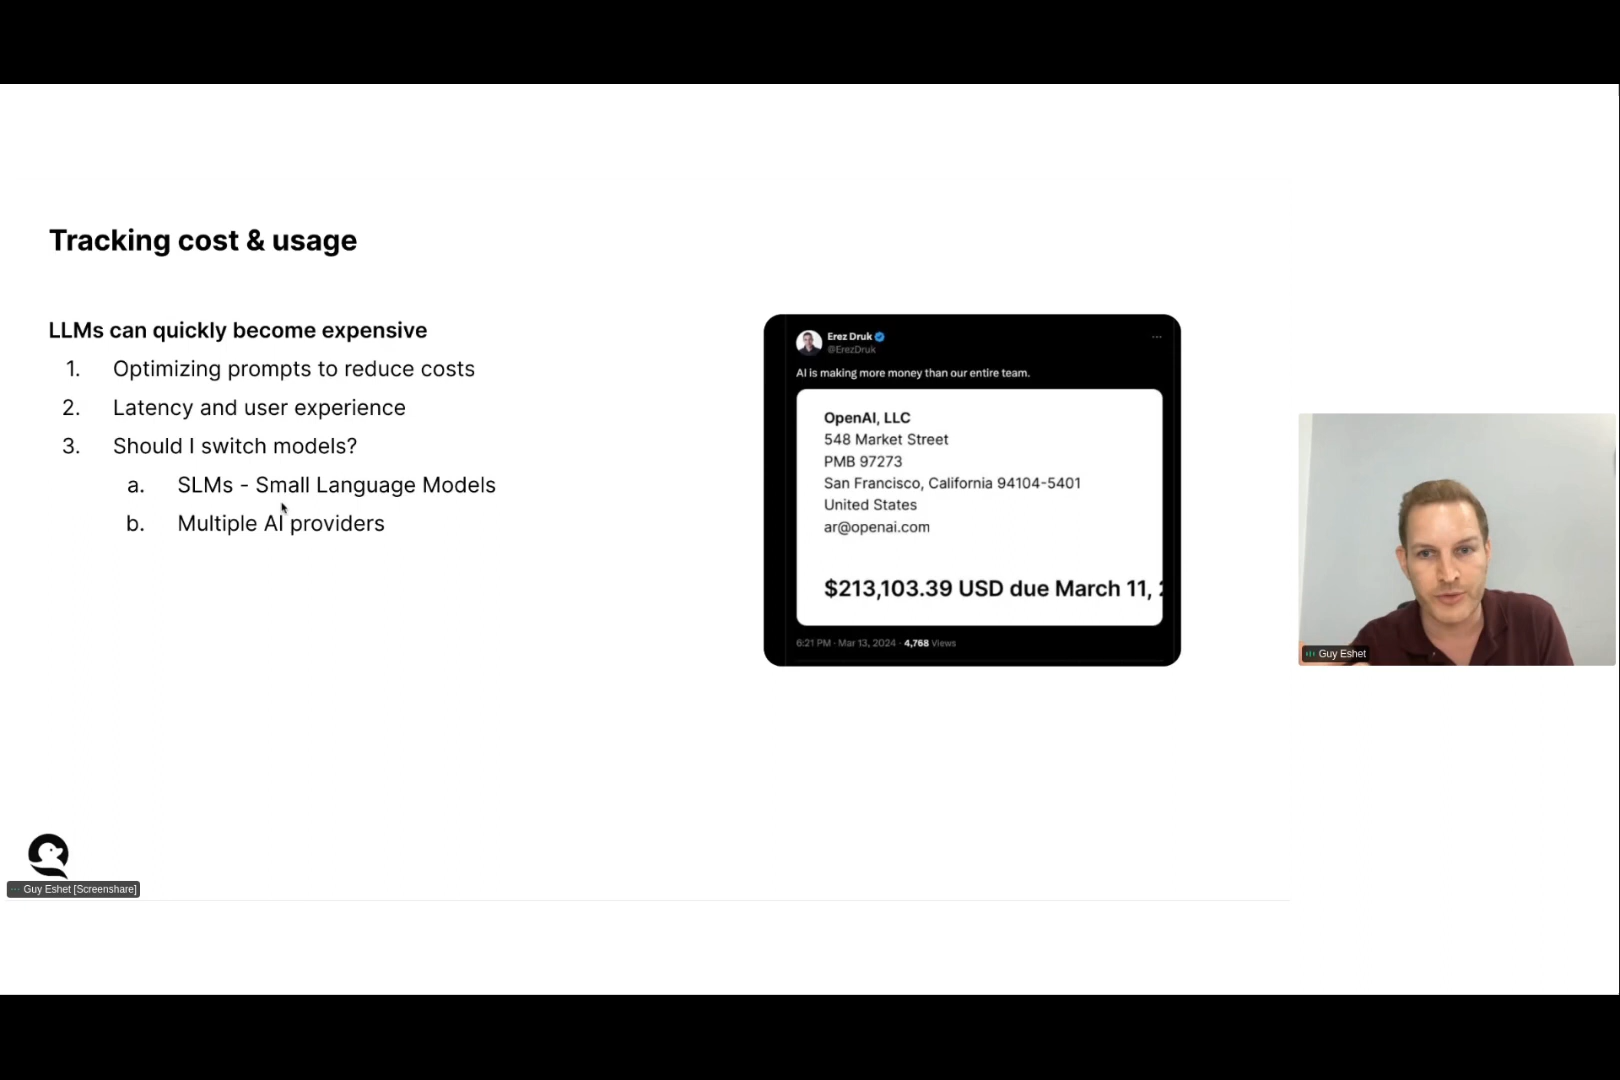 Tracking cost & usage
LLMs can quickly become expensive
1. Optimizing prompts to reduce costs
2. Latency and user experience
3. Should I switch models?
a. SLMs - Small Language Models
b. Multiple AI providers
Erez Druk
@ErezDruk
AI is making more money than our entire team.
OpenAI, LLC
548 Market Street
PMB 97273
San Francisco, California 94104-5401
United States
ar@openai.com
$213,103.39 USD due March 11,
6:21 PM · Mar 13, 2024 · 4,768 Views
Guy Eshet
Guy Eshet [Screenshare]